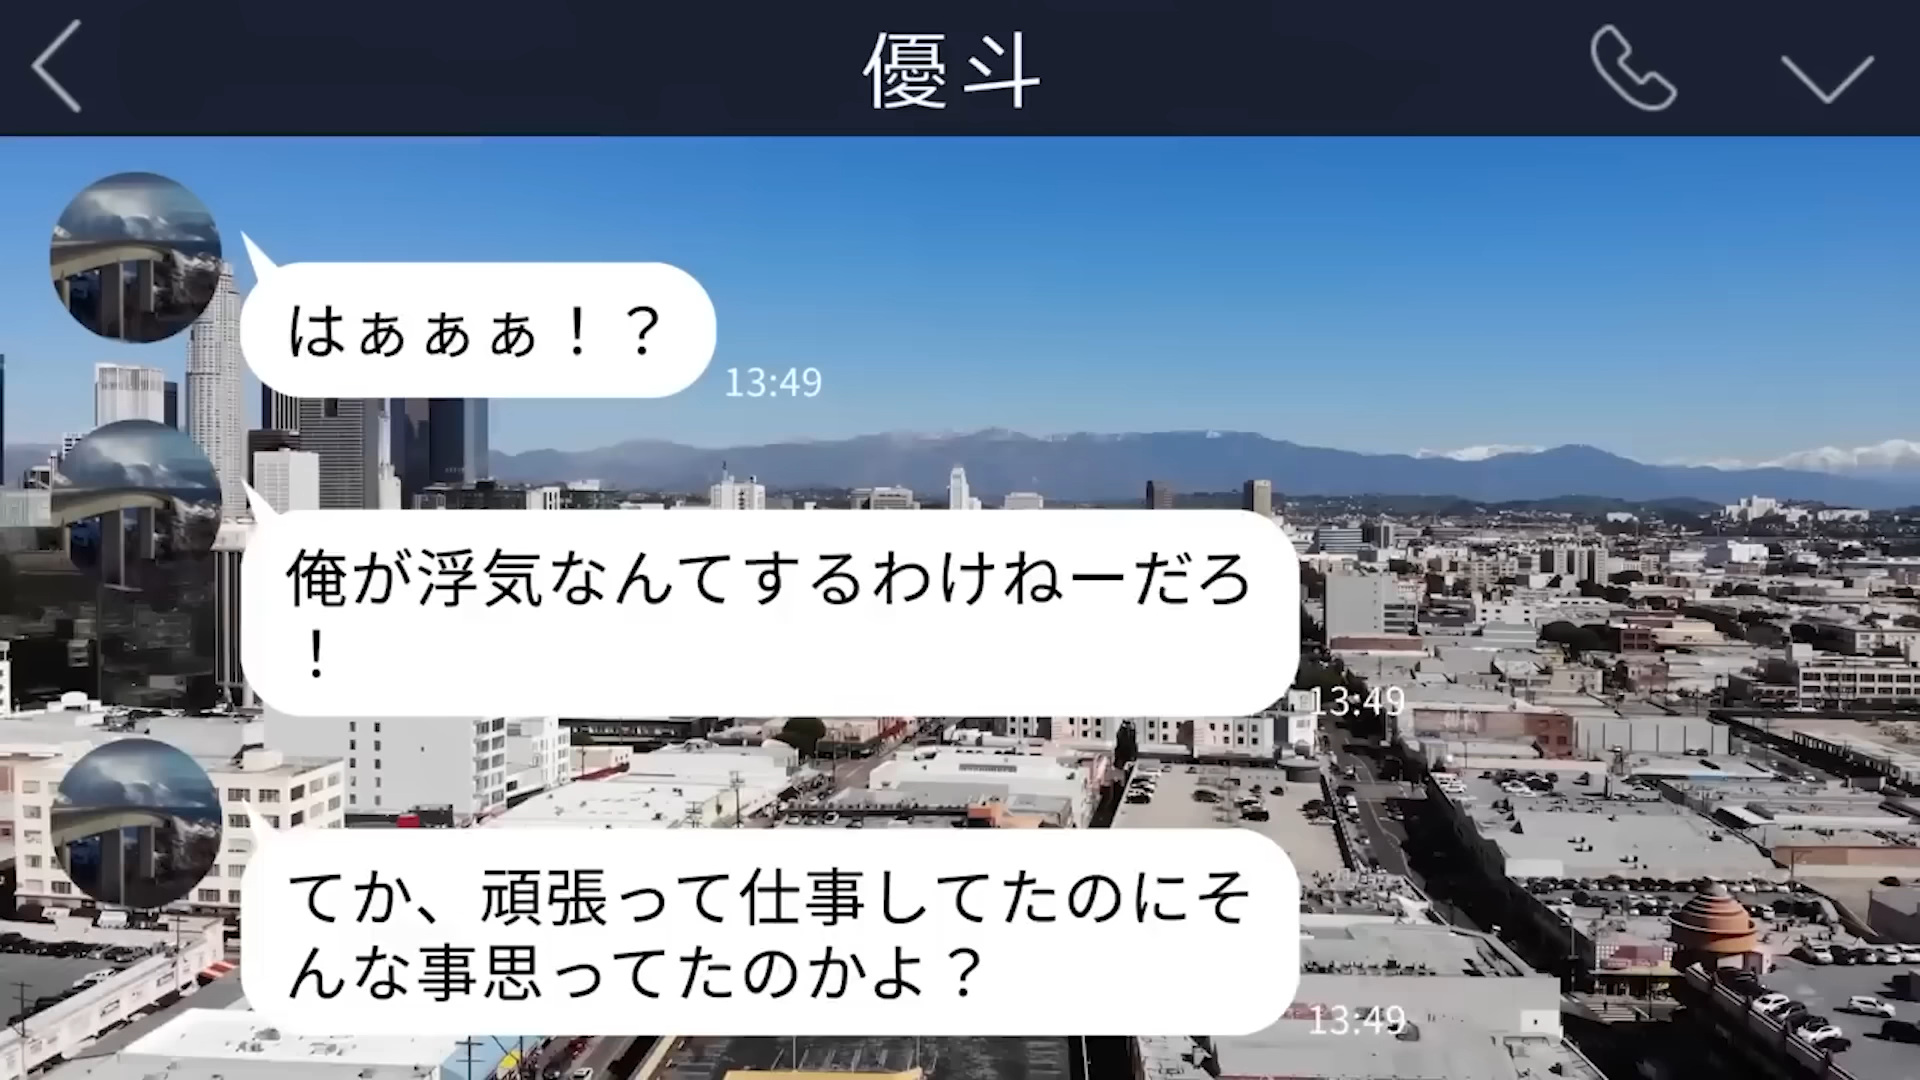 優斗
はぁぁぁ！？
13:49
俺が浮気なんてするわけねーだろ
！
13:49
てか、頑張って仕事してたのにそ
んな事思ってたのかよ？
13:49